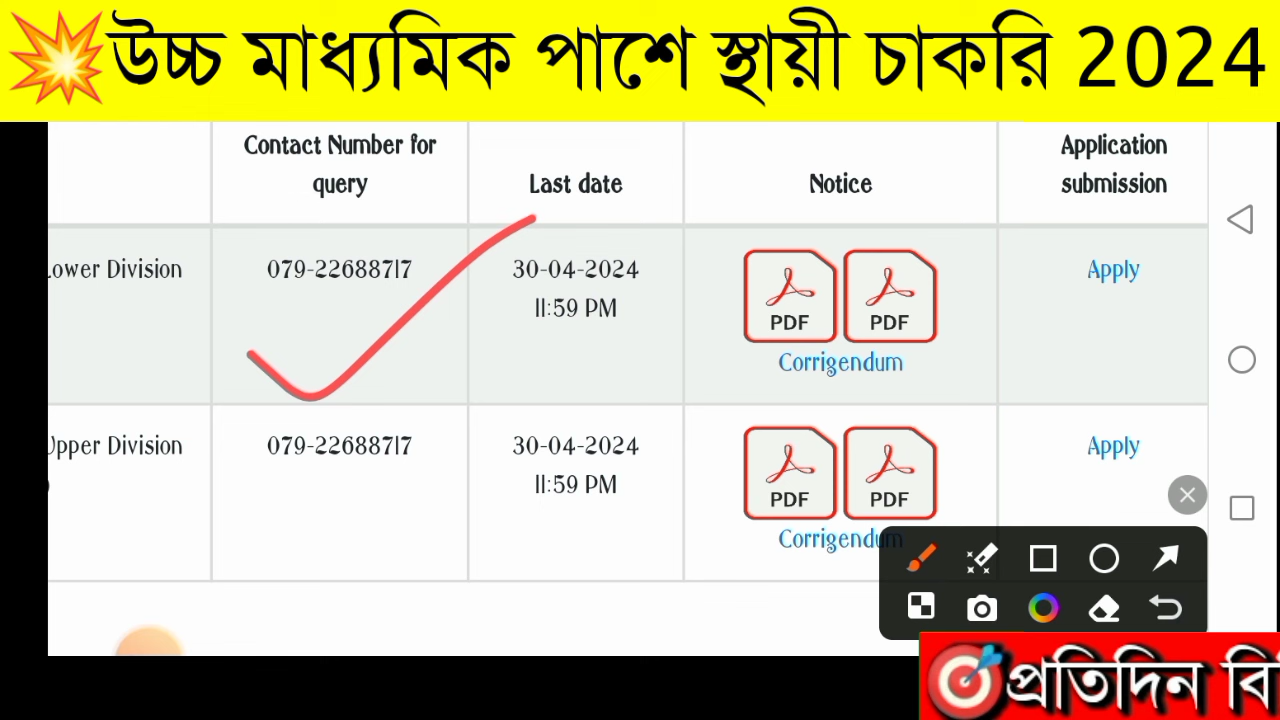 উচ্চ মাধ্যমিক পাশে স্থায়ী চাকরি 2024
Contact Number for query
Last date
Notice
Application submission
Lower Division
079-22688717
30-04-2024
11:59 PM
PDF PDF
Corrigendum
Apply
Upper Division
079-22688717
30-04-2024
11:59 PM
PDF PDF
Corrigendum
Apply
প্রতিদিন